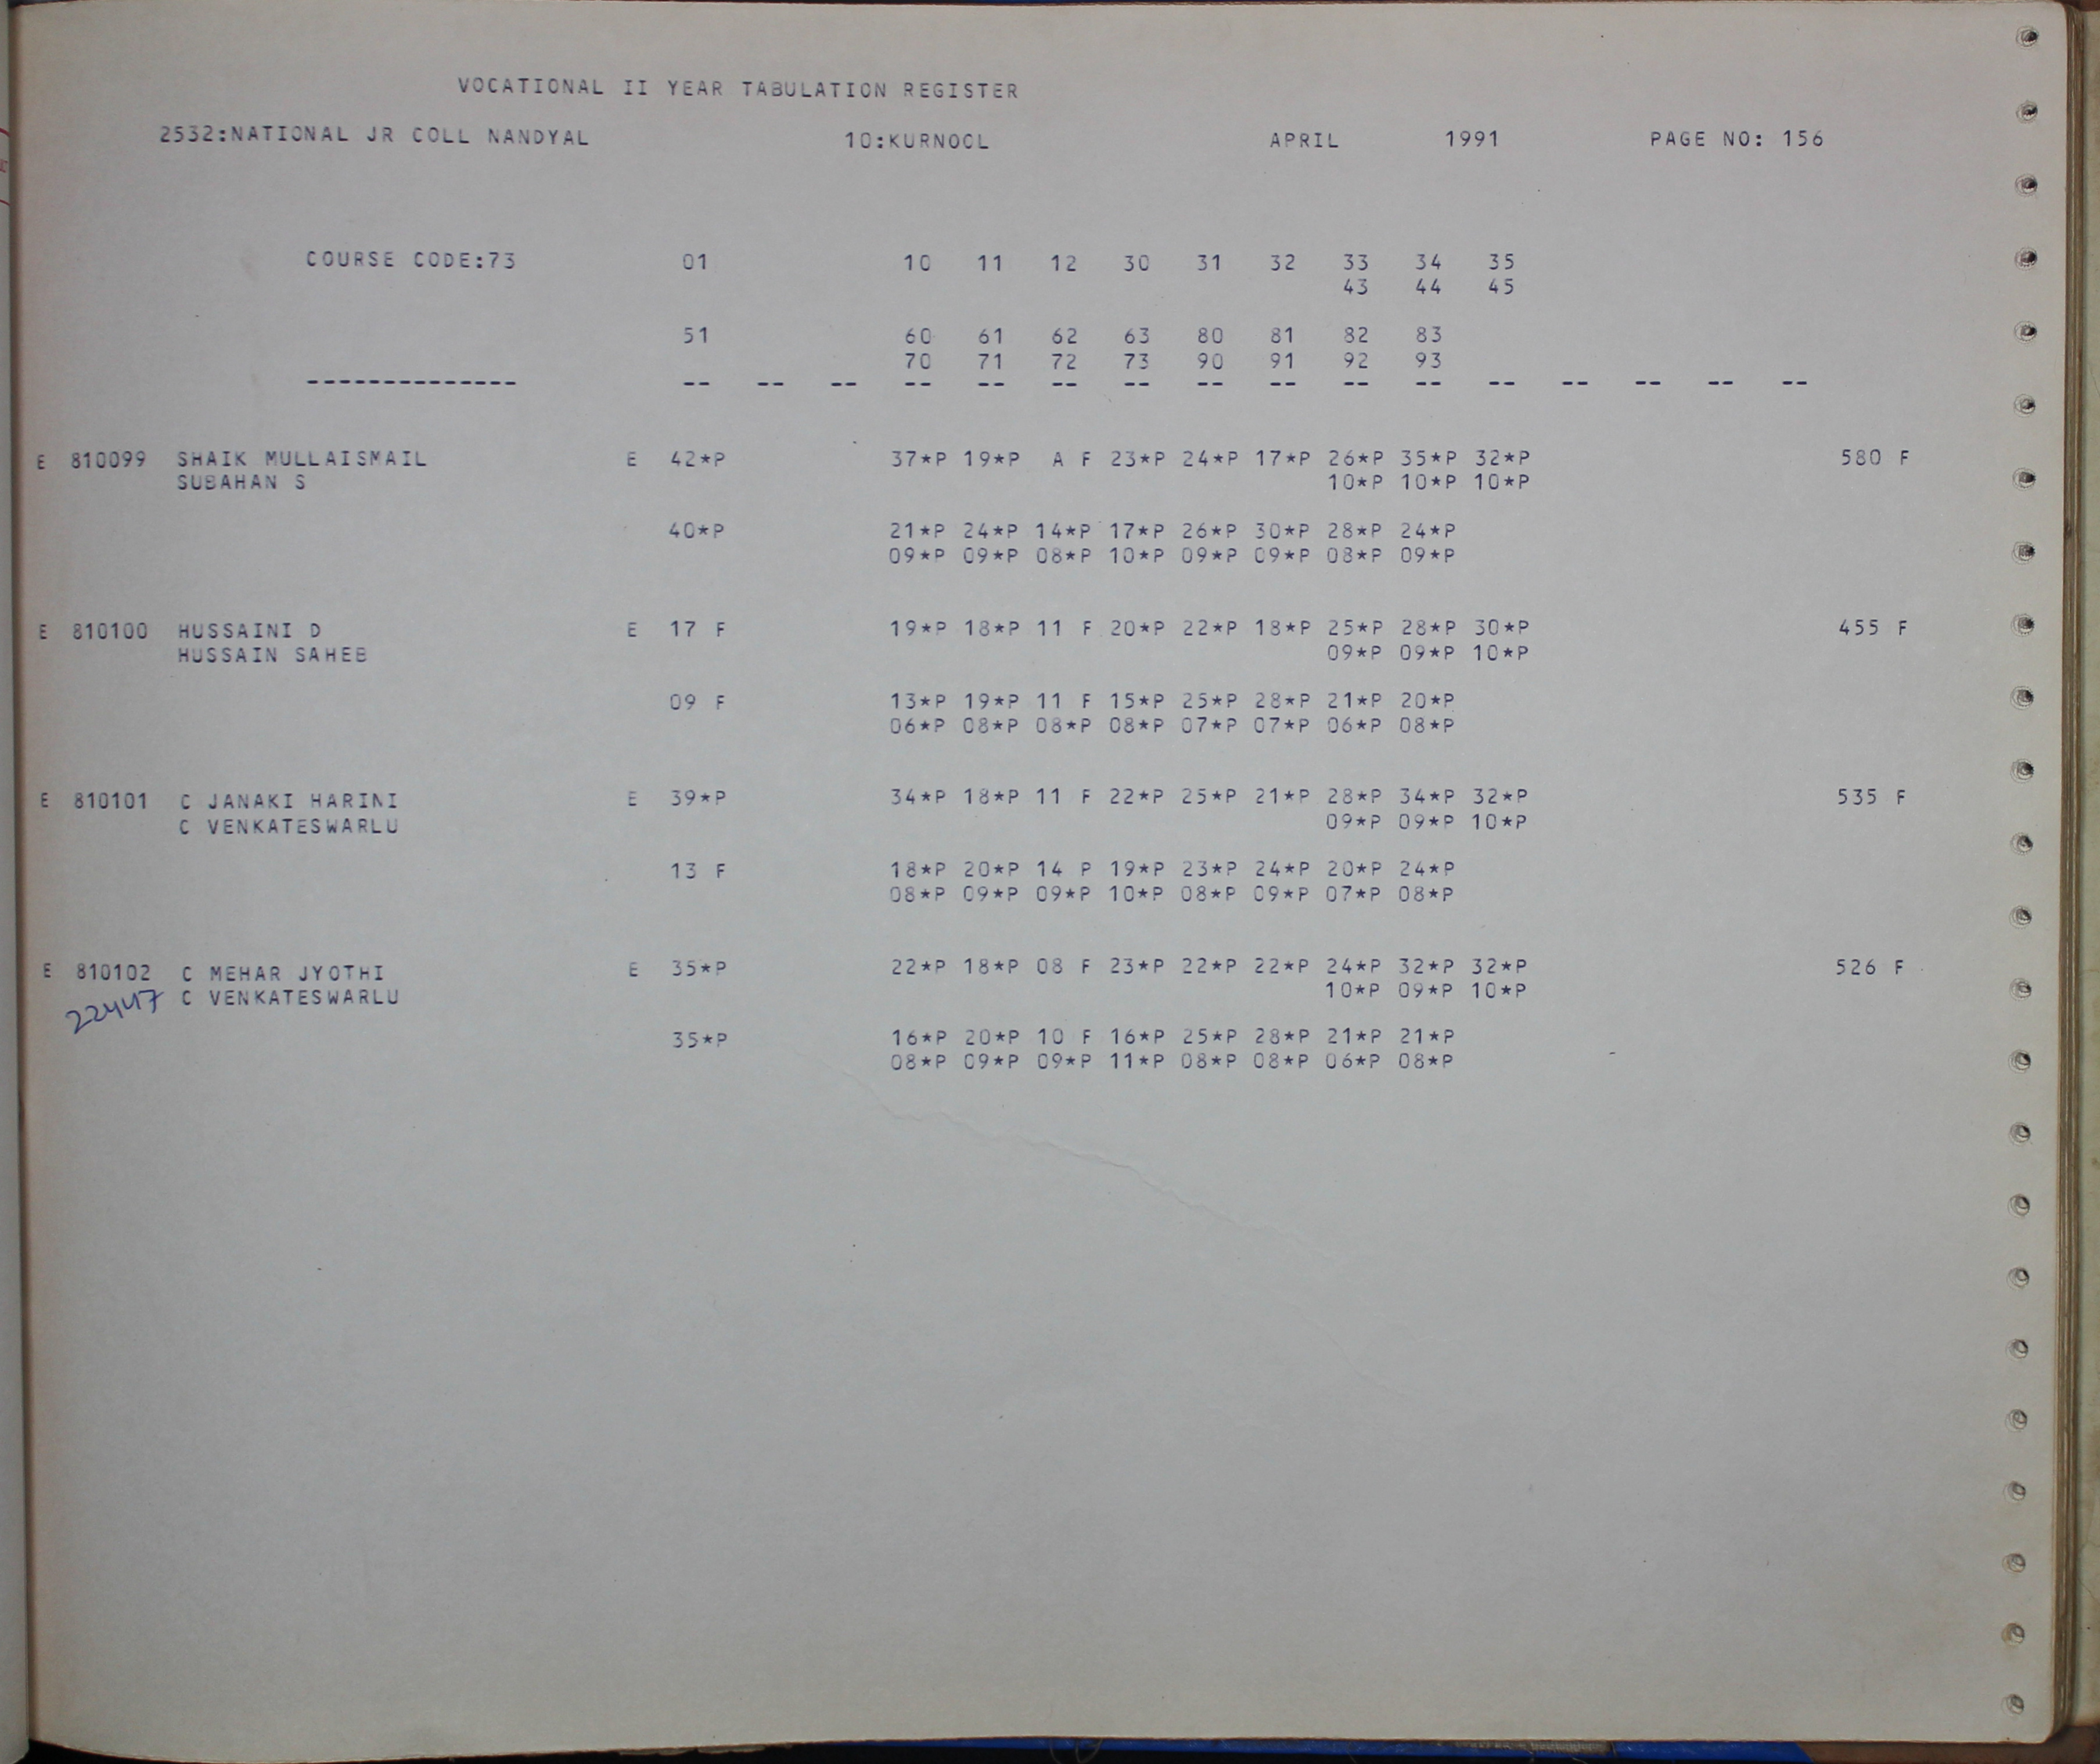 VOCATIONAL II YEAR TABULATION REGISTER
2532:NATIONAL JR COLL NANDYAL 10:KURNOOL APRIL 1991 PAGE NO: 156
COURSE CODE:73 01 10 11 12 30 31 32 33 34 35
43 44 45
51 60 61 62 63 80 81 82 83
70 71 72 73 90 91 92 93
-------------- -- -- -- -- -- -- -- -- -- -- -- -- -- -- -- --
E 810099 SHAIK MULLAISMAIL E 42*P 37*P 19*P A F 23*P 24*P 17*P 26*P 35*P 32*P 580 F
SUBAHAN S 10*P 10*P 10*P
40*P 21*P 24*P 14*P 17*P 26*P 30*P 28*P 24*P
09*P 09*P 08*P 10*P 09*P 09*P 08*P 09*P
E 810100 HUSSAINI D E 17 F 19*P 18*P 11 F 20*P 22*P 18*P 25*P 28*P 30*P 455 F
HUSSAIN SAHEB 09*P 09*P 10*P
09 F 13*P 19*P 11 F 15*P 25*P 28*P 21*P 20*P
06*P 08*P 08*P 08*P 07*P 07*P 06*P 08*P
E 810101 C JANAKI HARINI E 39*P 34*P 18*P 11 F 22*P 25*P 21*P 28*P 34*P 32*P 535 F
C VENKATESWARLU 09*P 09*P 10*P
13 F 18*P 20*P 14 P 19*P 23*P 24*P 20*P 24*P
08*P 09*P 09*P 10*P 08*P 09*P 07*P 08*P
E 810102 C MEHAR JYOTHI E 35*P 22*P 18*P 08 F 23*P 22*P 22*P 24*P 32*P 32*P 526 F
22447 C VENKATESWARLU 10*P 09*P 10*P
35*P 16*P 20*P 10 F 16*P 25*P 28*P 21*P 21*P
08*P 09*P 09*P 11*P 08*P 08*P 06*P 08*P